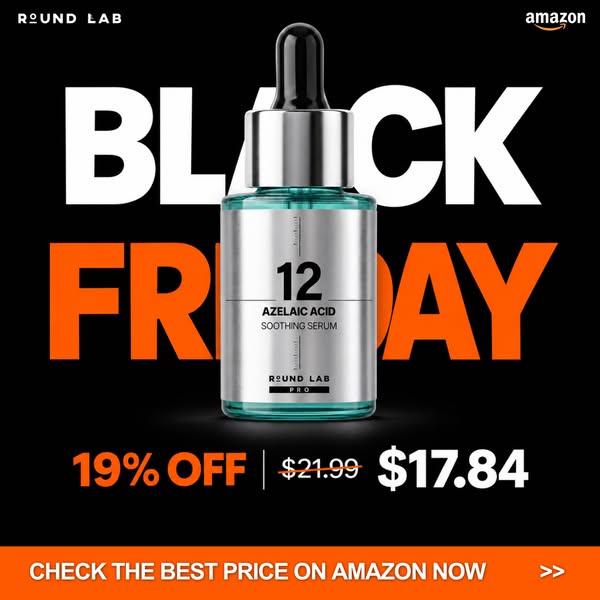 ROUND LAB
amazon
BLACK
FRIDAY
12
AZELAIC ACID
SOOTHING SERUM
ROUND LAB
PRO
19% OFF | $21.99 $17.84
CHECK THE BEST PRICE ON AMAZON NOW >>